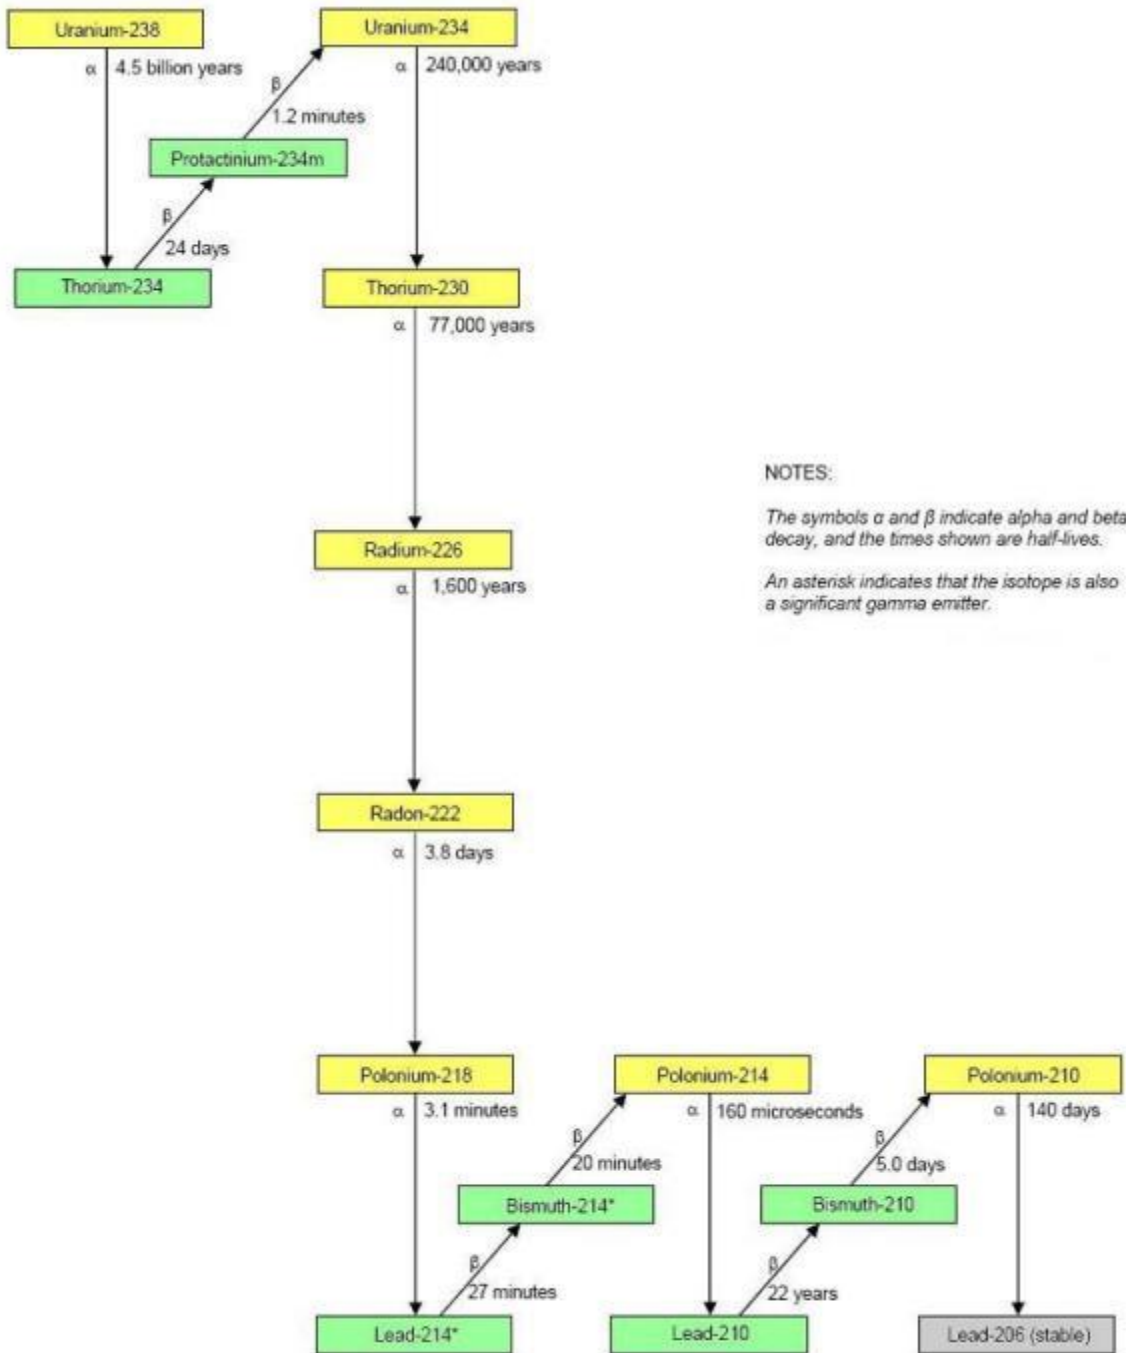 Uranium-238
Uranium-234
α 4.5 billion years
α 240,000 years
β
1.2 minutes
Protactinium-234m
β
24 days
Thorium-234
Thorium-230
α 77,000 years
NOTES:
The symbols α and β indicate alpha and beta
decay, and the times shown are half-lives.
An asterisk indicates that the isotope is also
a significant gamma emitter.
Radium-226
α 1,600 years
Radon-222
α 3.8 days
Polonium-218
Polonium-214
Polonium-210
α 3.1 minutes
α 160 microseconds
α 140 days
β
20 minutes
β
5.0 days
Bismuth-214*
Bismuth-210
β
27 minutes
β
22 years
Lead-214*
Lead-210
Lead-206 (stable)